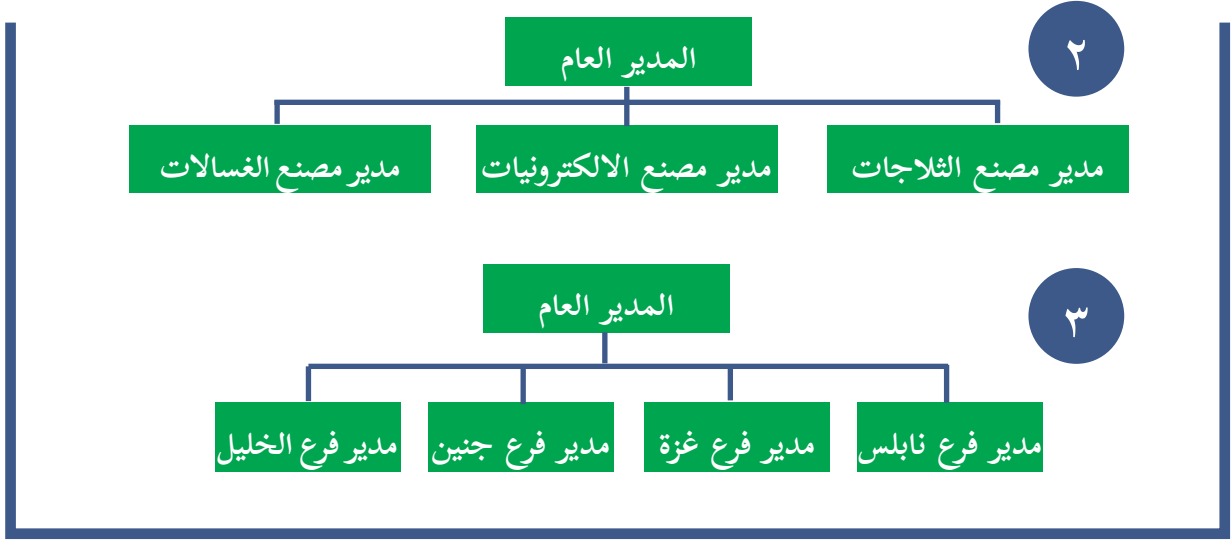 ٢
المدير العام
مدير مصنع الثلاجات
مدير مصنع الالكترونيات
مدير مصنع الغسالات
٣
المدير العام
مدير فرع نابلس
مدير فرع غزة
مدير فرع جنين
مدير فرع الخليل